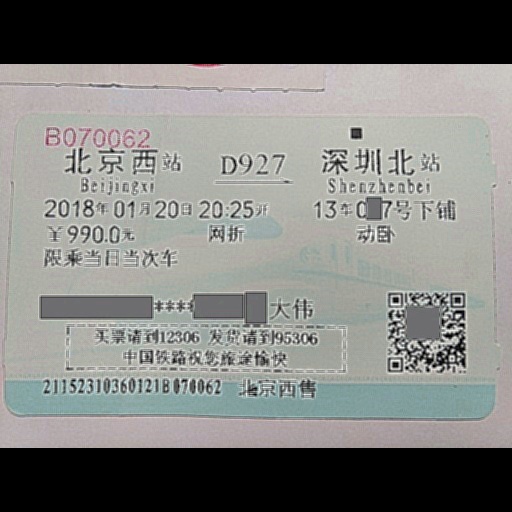 B070062
北京西站 D927 深圳北站
Beijingxi Shenzhenbei
2018年01月20日20:25开 13车07号下铺
￥990.0元 网折 动卧
限乘当日当次车
****大伟
买票请到12306 发货请到95306
中国铁路祝您旅途愉快
21152310360121B070062 北京西售